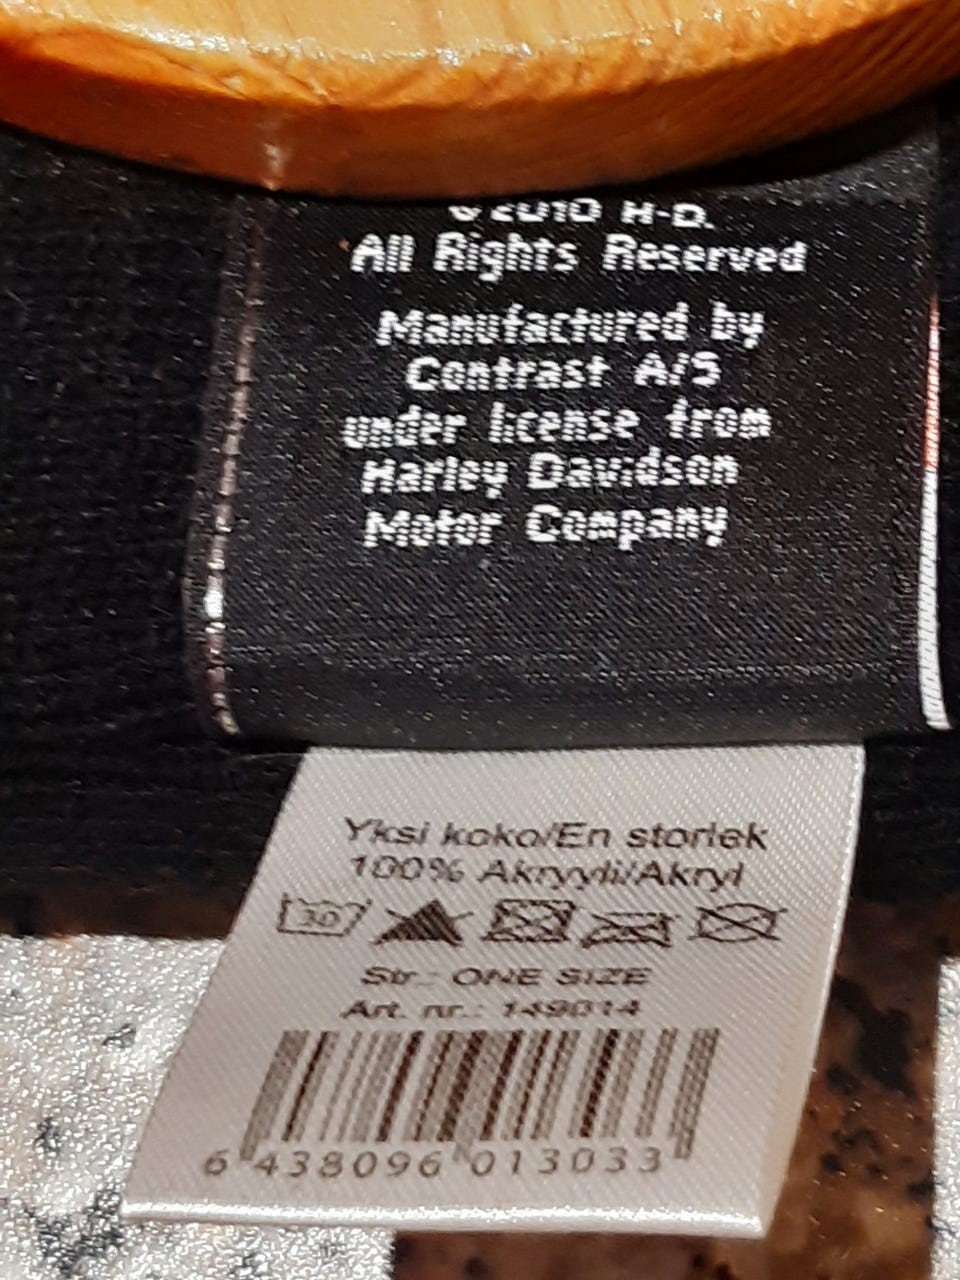 ©2010 H-D.
All Rights Reserved
Manufactured by
Contrast A/S
under license from
Harley Davidson
Motor Company
Yksi koko/En storlek
100% Akryyli/Akryl
30
Str.: ONE SIZE
Art. nr.: 149014
6 438096 013033